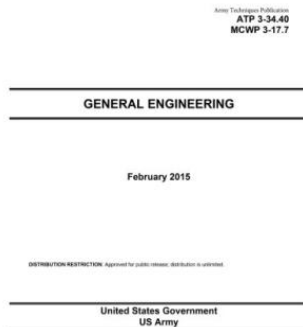 Army Techniques Publication
ATP 3-34.40
MCWP 3-17.7
GENERAL ENGINEERING
February 2015
DISTRIBUTION RESTRICTION: Approved for public release; distribution is unlimited.
United States Government
US Army